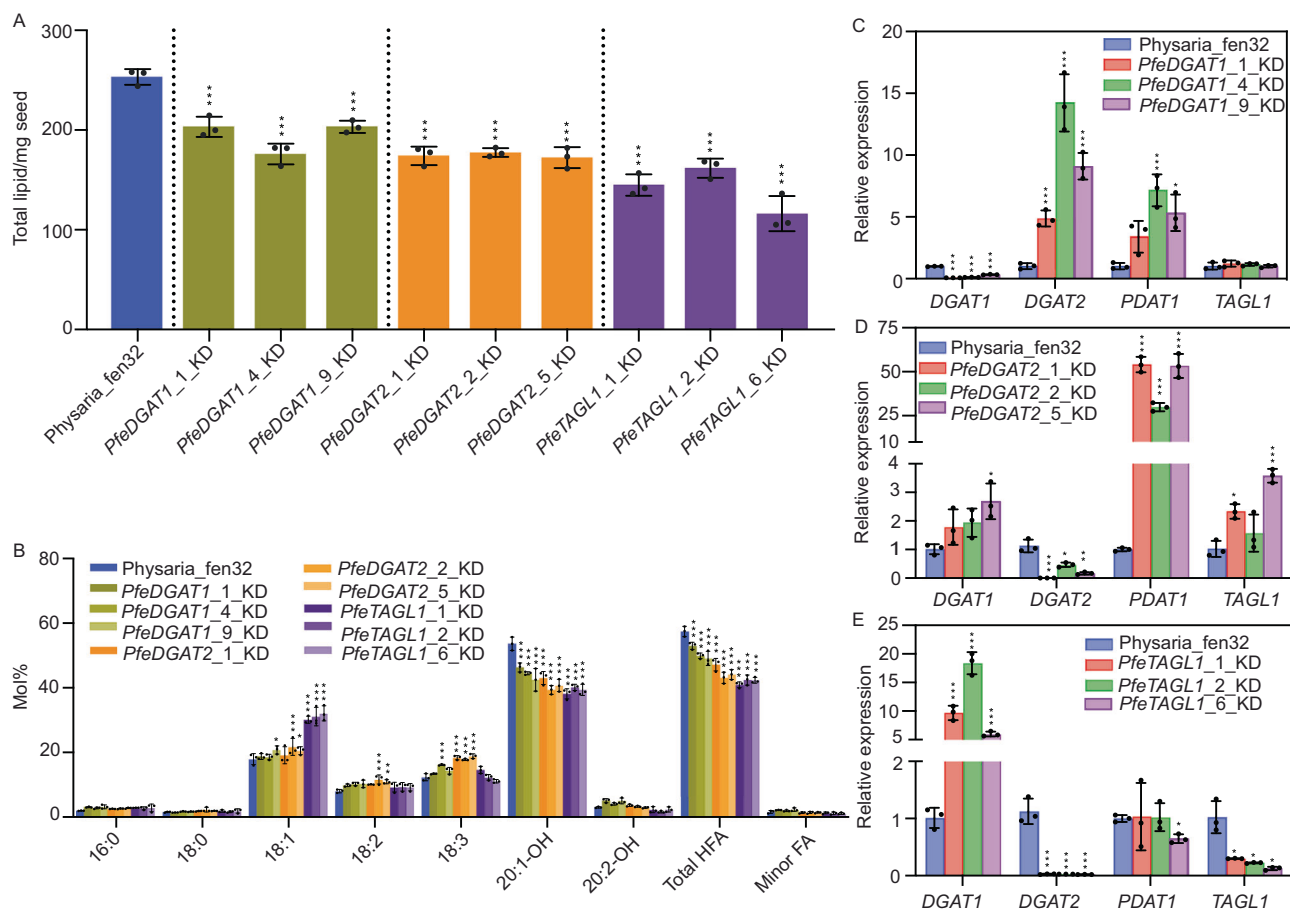 A
Total lipid/mg seed
300
200
100
0
***
***
***
***
***
***
***
***
***
Physaria_fen32
PfeDGAT1_1_KD
PfeDGAT1_4_KD
PfeDGAT1_9_KD
PfeDGAT2_1_KD
PfeDGAT2_2_KD
PfeDGAT2_5_KD
PfeTAGL1_1_KD
PfeTAGL1_2_KD
PfeTAGL1_6_KD
B
Mol%
80
60
40
20
0
Physaria_fen32
PfeDGAT1_1_KD
PfeDGAT1_4_KD
PfeDGAT1_9_KD
PfeDGAT2_1_KD
PfeDGAT2_2_KD
PfeDGAT2_5_KD
PfeTAGL1_1_KD
PfeTAGL1_2_KD
PfeTAGL1_6_KD
16:0
18:0
18:1
18:2
18:3
20:1-OH
20:2-OH
Total HFA
Minor FA
C
Relative expression
20
15
10
5
0
Physaria_fen32
PfeDGAT1_1_KD
PfeDGAT1_4_KD
PfeDGAT1_9_KD
DGAT1
DGAT2
PDAT1
TAGL1
D
Relative expression
75
50
25
10
4
3
2
1
0
Physaria_fen32
PfeDGAT2_1_KD
PfeDGAT2_2_KD
PfeDGAT2_5_KD
DGAT1
DGAT2
PDAT1
TAGL1
E
Relative expression
25
20
15
10
5
2
1
0
Physaria_fen32
PfeTAGL1_1_KD
PfeTAGL1_2_KD
PfeTAGL1_6_KD
DGAT1
DGAT2
PDAT1
TAGL1